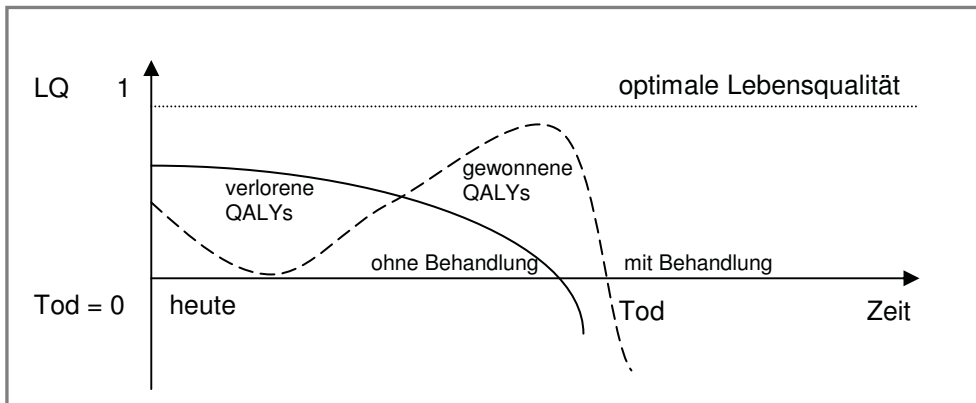 LQ 1 optimale Lebensqualität
verlorene
QALYs
gewonnene
QALYs
ohne Behandlung mit Behandlung
Tod = 0 heute Tod Zeit